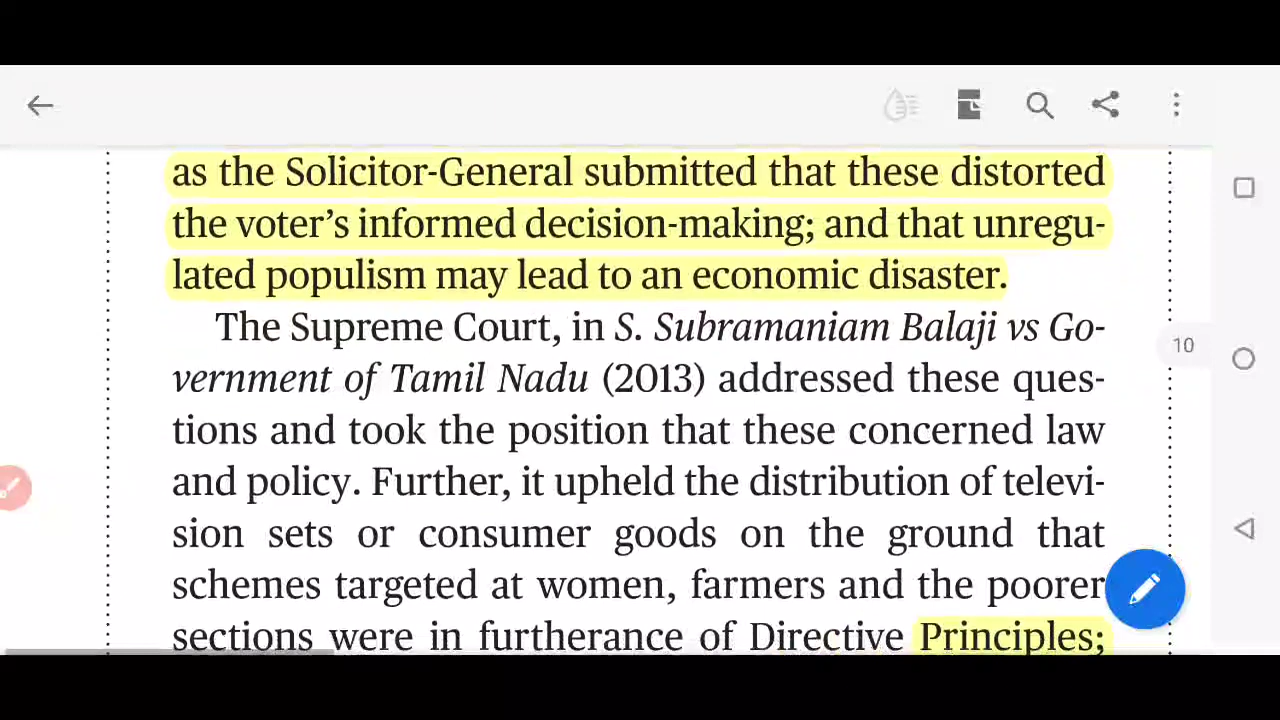 as the Solicitor-General submitted that these distorted
the voter's informed decision-making; and that unregu-
lated populism may lead to an economic disaster.
The Supreme Court, in S. Subramaniam Balaji vs Go-
vernment of Tamil Nadu (2013) addressed these ques-
10
tions and took the position that these concerned law
and policy. Further, it upheld the distribution of televi-
sion sets or consumer goods on the ground that
schemes targeted at women, farmers and the poorer
sections were in furtherance of Directive Principles;